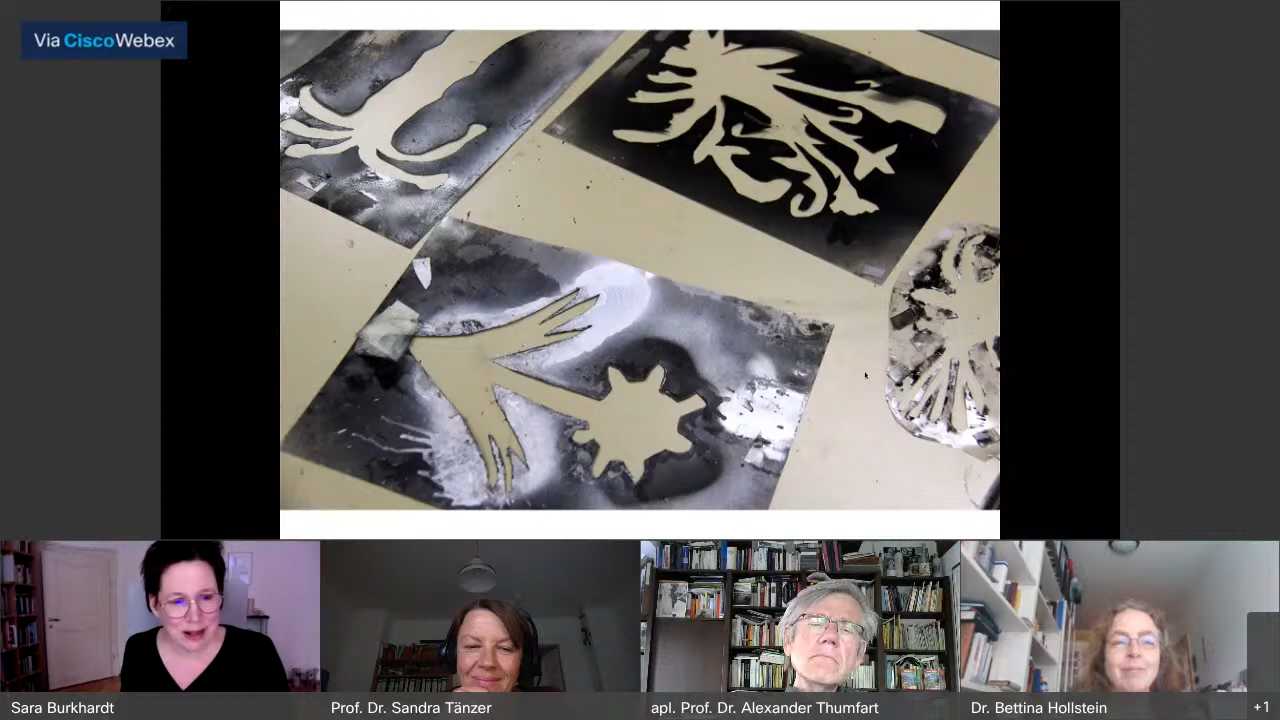 Via CiscoWebex
Sara Burkhardt
Prof. Dr. Sandra Tänzer
apl. Prof. Dr. Alexander Thumfart
Dr. Bettina Hollstein
+1